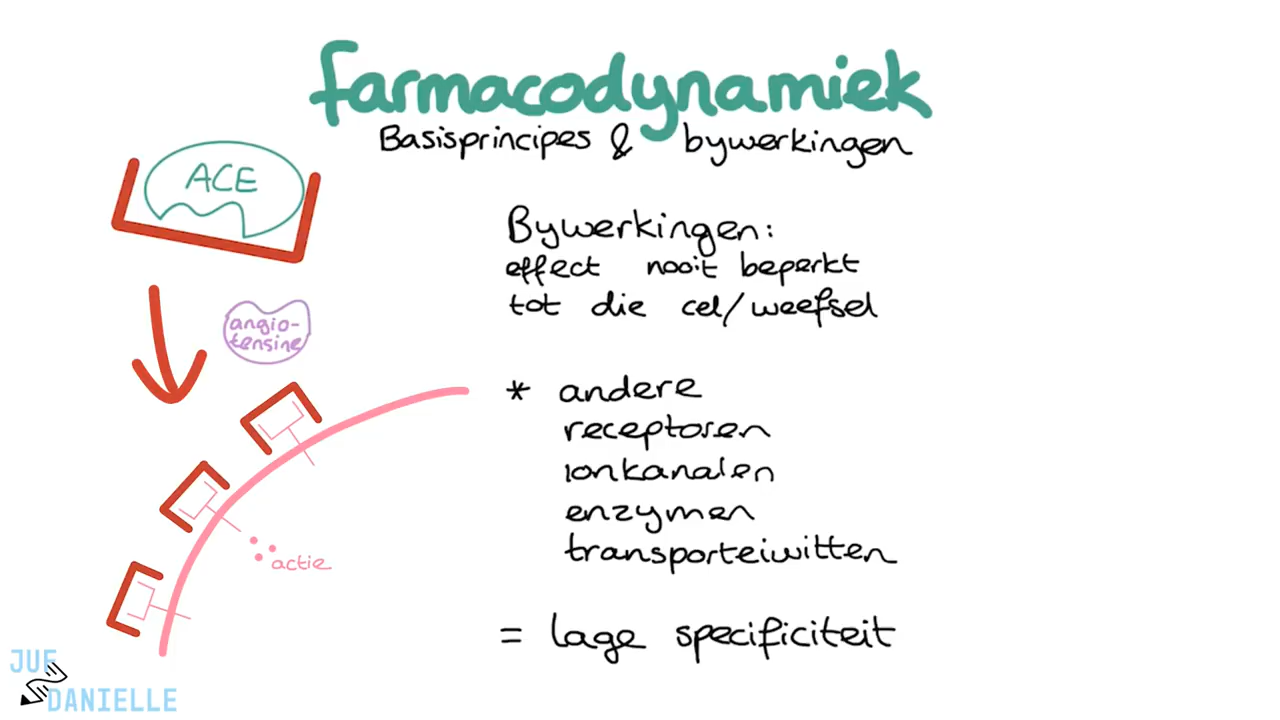 farmacodynamiek
Basisprincipes & bywerkingen
ACE
angio-
tensine
actie
Bywerkingen:
effect nooit beperkt
tot die cel/weefsel
* andere
receptoren
ionkanalen
enzymen
transporteiwitten
= lage specificiteit
JUF
DANIELLE